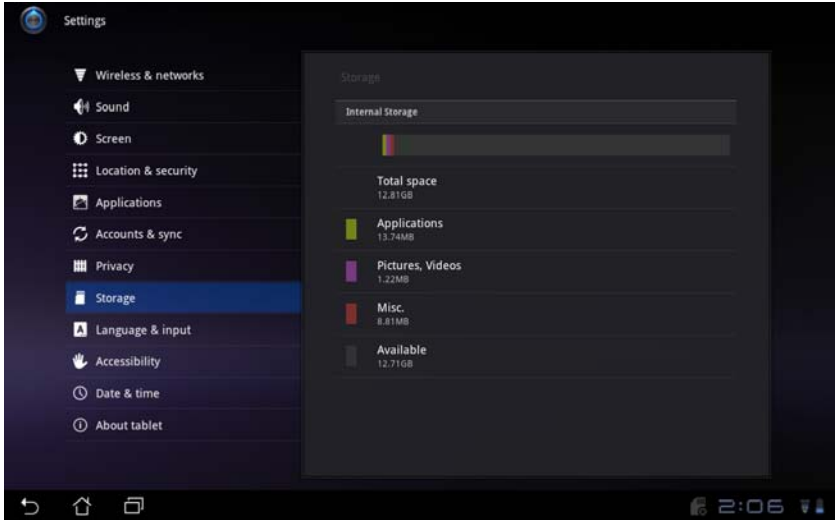 Settings
Wireless & networks
Sound
Screen
Location & security
Applications
Accounts & sync
Privacy
Storage
A Language & input
Accessibility
Date & time
About tablet
Storage
Internal Storage
Total space
12.81GB
Applications
13.74MB
Pictures, Videos
1.22MB
Misc.
8.81MB
Available
12.71GB
2:06